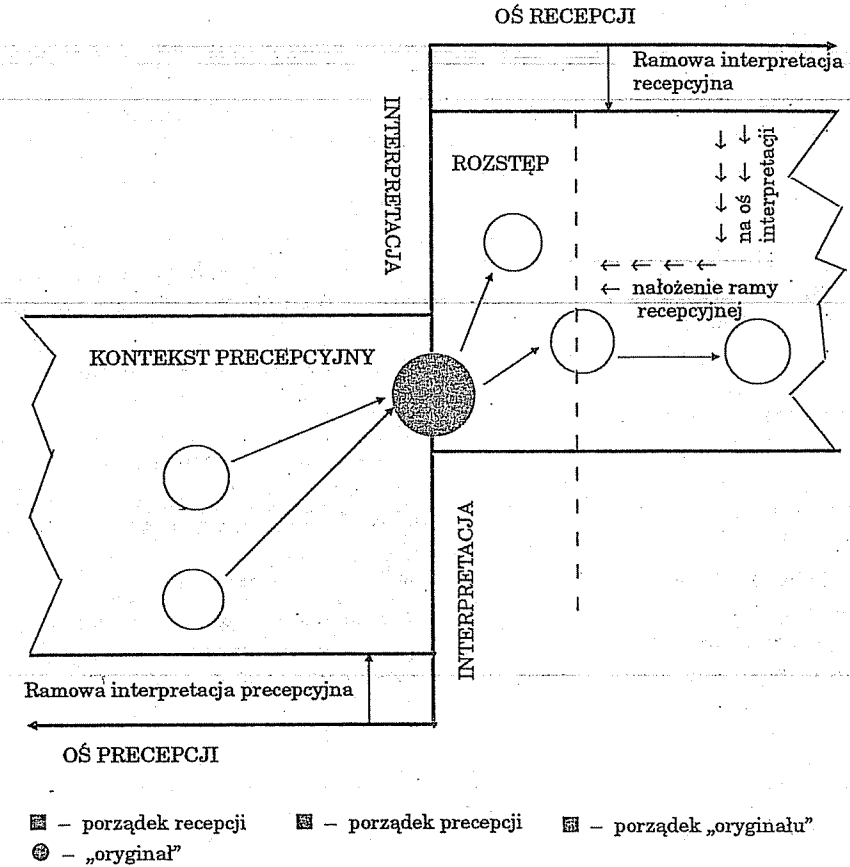 OŚ RECEPCJI
Ramowa interpretacja
recepcyjna
INTERPRETACJA
ROZSTĘP
na oś
interpretacji
nałożenie ramy
recepcyjnej
KONTEKST PRECEPCYJNY
INTERPRETACJA
Ramowa interpretacja precepcyjna
OŚ PRECEPCJI
– porządek recepcji
– porządek precepcji
– porządek „oryginału”
– „oryginał”